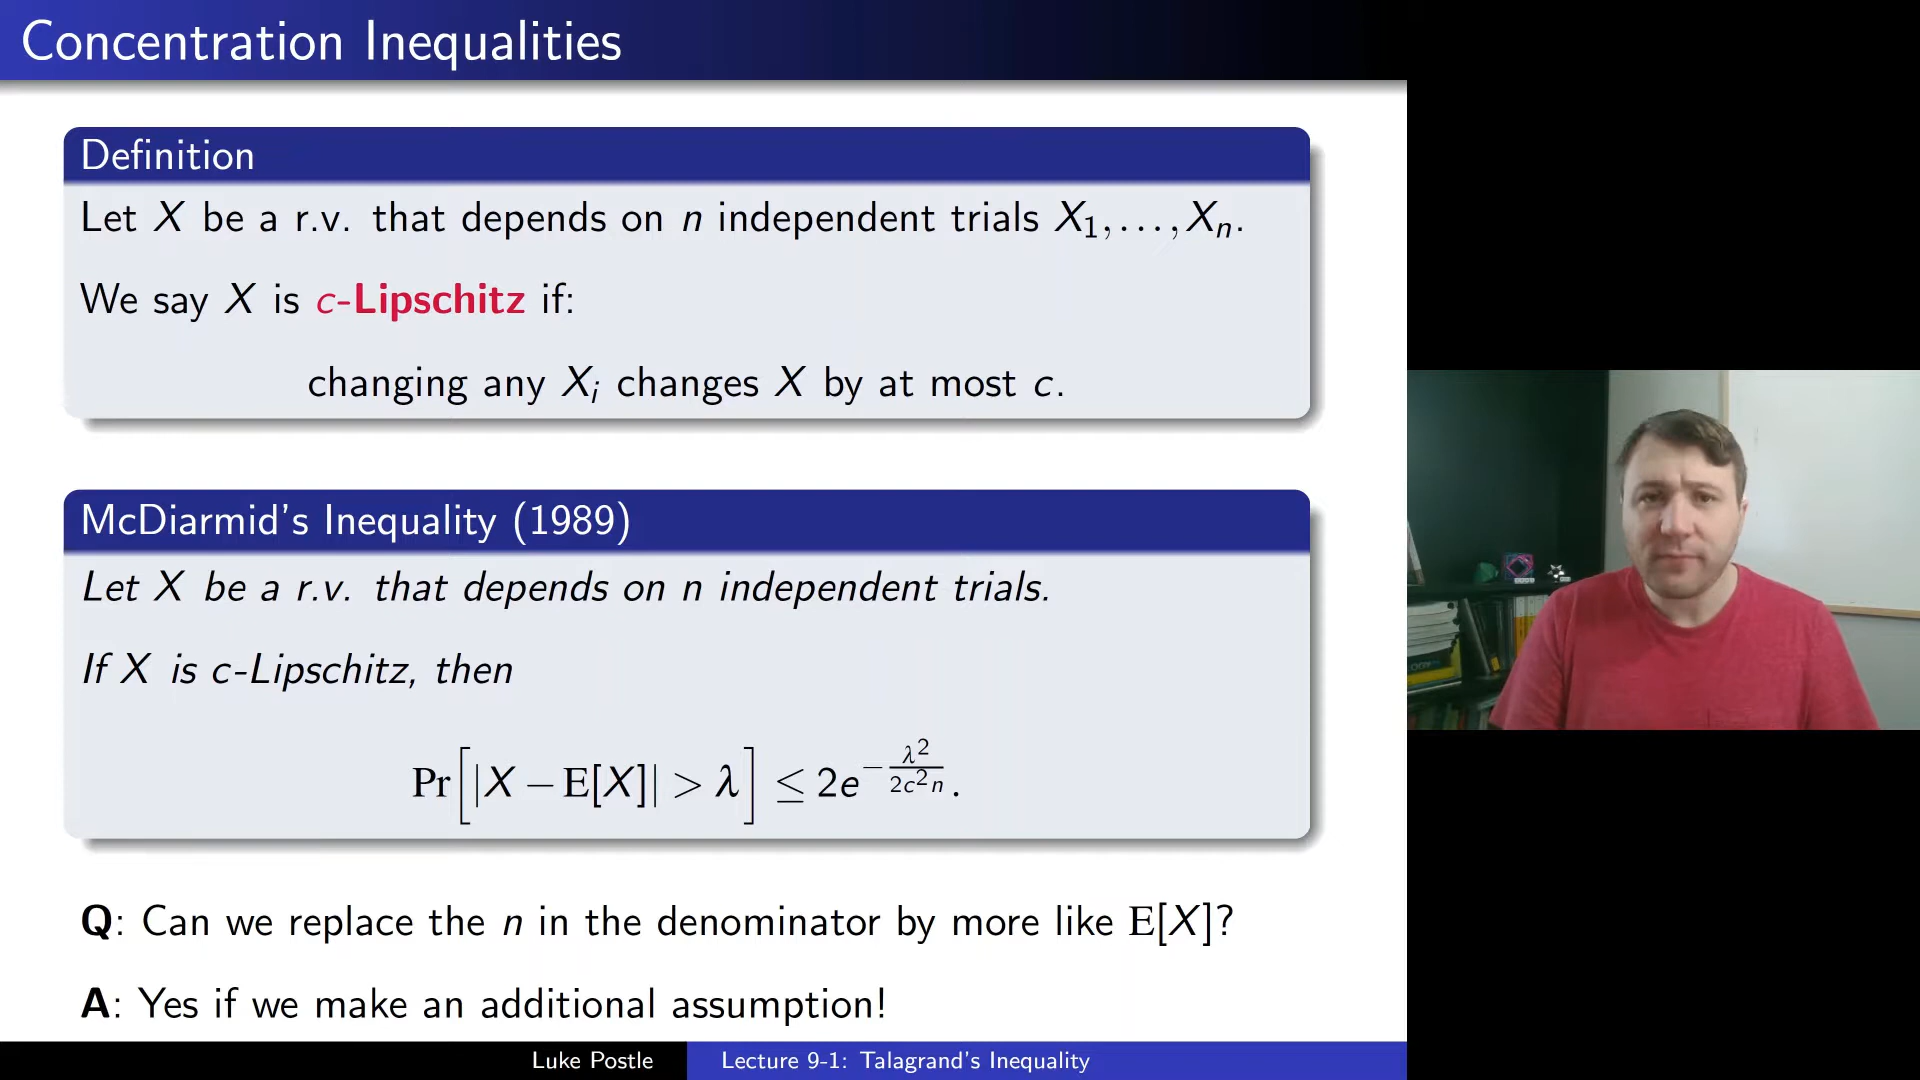 Concentration Inequalities
Definition
Let X be a r.v. that depends on n independent trials X₁,…,Xₙ.
We say X is c-Lipschitz if:
changing any Xᵢ changes X by at most c.
McDiarmid's Inequality (1989)
Let X be a r.v. that depends on n independent trials.
If X is c-Lipschitz, then
Pr[|X − E[X]| > λ] ≤ 2e^{−λ²/(2c²n)}.
Q: Can we replace the n in the denominator by more like E[X]?
A: Yes if we make an additional assumption!
Luke Postle Lecture 9-1: Talagrand's Inequality